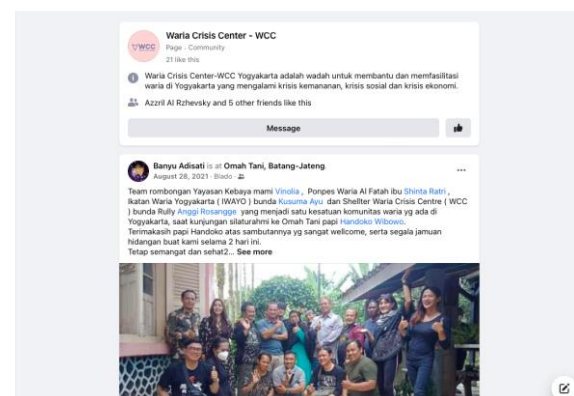 WCC
Waria Crisis Center - WCC
Page · Community
21 like this
Waria Crisis Center-WCC Yogyakarta adalah wadah untuk membantu dan memfasilitasi
waria di Yogyakarta yang mengalami krisis kemananan, krisis sosial dan krisis ekonomi.
Azzril Al Rzhevsky and 5 other friends like this
Message
Banyu Adisati is at Omah Tani, Batang-Jateng.
August 28, 2021 · Blado ·
Team rombongan Yayasan Kebaya mami Vinolia , Ponpes Waria Al Fatah ibu Shinta Ratri ,
Ikatan Waria Yogyakarta ( IWAYO ) bunda Kusuma Ayu dan Shellter Waria Crisis Centre ( WCC
) bunda Rully Anggi Rosangge yang menjadi satu kesatuan komunitas waria yg ada di
Yogyakarta, saat kunjungan silaturahmi ke Omah Tani papi Handoko Wibowo.
Terimakasih papi Handoko atas sambutannya yg sangat wellcome, serta segala jamuan
hidangan buat kami selama 2 hari ini.
Tetap semangat dan sehat2... See more